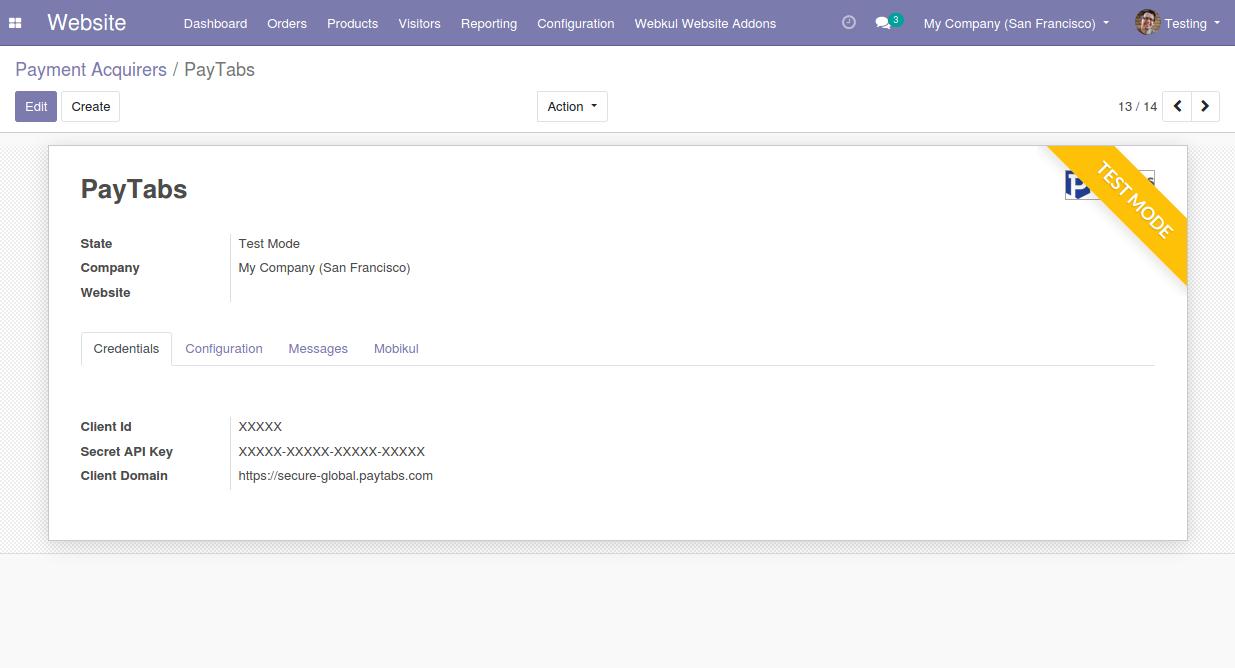 Website Dashboard Orders Products Visitors Reporting Configuration Webkul Website Addons 3 My Company (San Francisco) Testing
Payment Acquirers / PayTabs
Edit Create Action 13 / 14
PayTabs
TEST MODE
State Test Mode
Company My Company (San Francisco)
Website
Credentials Configuration Messages Mobikul
Client Id XXXXX
Secret API Key XXXXX-XXXXX-XXXXX-XXXXX
Client Domain https://secure-global.paytabs.com